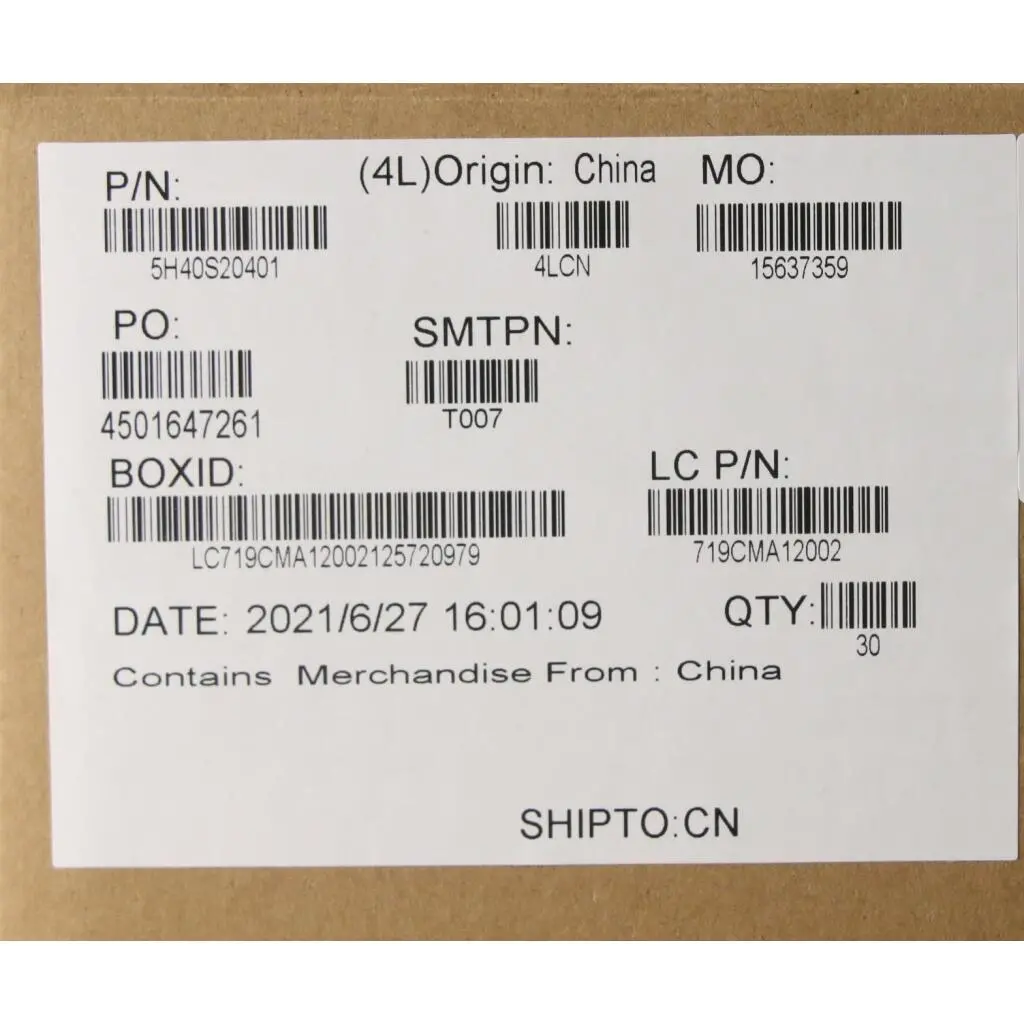 P/N: (4L)Origin: China MO:
5H40S20401 4LCN 15637359
PO: SMTPN:
4501647261 T007
BOXID: LC P/N:
LC719CMA12002125720979 719CMA12002
DATE: 2021/6/27 16:01:09 QTY:
30
Contains Merchandise From : China
SHIPTO:CN